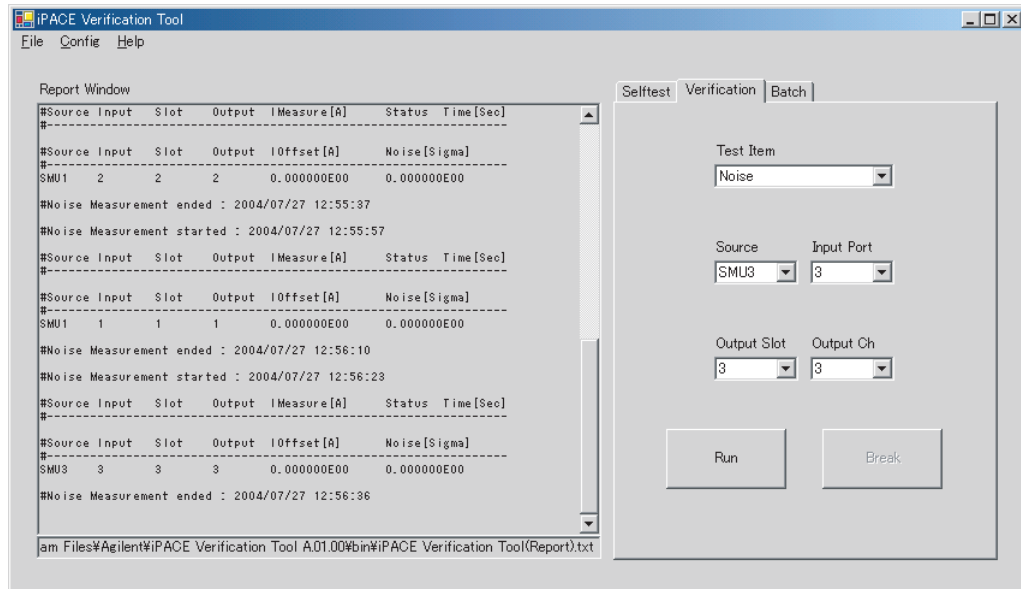 iPACE Verification Tool
File Config Help
Report Window
#Source Input Slot Output IMeasure[A] Status Time[Sec]
#------------------------------------------------------------------
#Source Input Slot Output IOffset[A] Noise[Sigma]
#------------------------------------------------------------------
SMU1 2 2 2 0.000000E00 0.000000E00
#Noise Measurement ended : 2004/07/27 12:55:37
#Noise Measurement started : 2004/07/27 12:55:57
#Source Input Slot Output IMeasure[A] Status Time[Sec]
#------------------------------------------------------------------
#Source Input Slot Output IOffset[A] Noise[Sigma]
#------------------------------------------------------------------
SMU1 1 1 1 0.000000E00 0.000000E00
#Noise Measurement ended : 2004/07/27 12:56:10
#Noise Measurement started : 2004/07/27 12:56:23
#Source Input Slot Output IMeasure[A] Status Time[Sec]
#------------------------------------------------------------------
#Source Input Slot Output IOffset[A] Noise[Sigma]
#------------------------------------------------------------------
SMU3 3 3 3 0.000000E00 0.000000E00
#Noise Measurement ended : 2004/07/27 12:56:36
am Files¥Agilent¥iPACE Verification Tool A.01.00¥bin¥iPACE Verification Tool(Report).txt
Selftest Verification Batch
Test Item
Noise
Source Input Port
SMU3 3
Output Slot Output Ch
3 3
Run Break